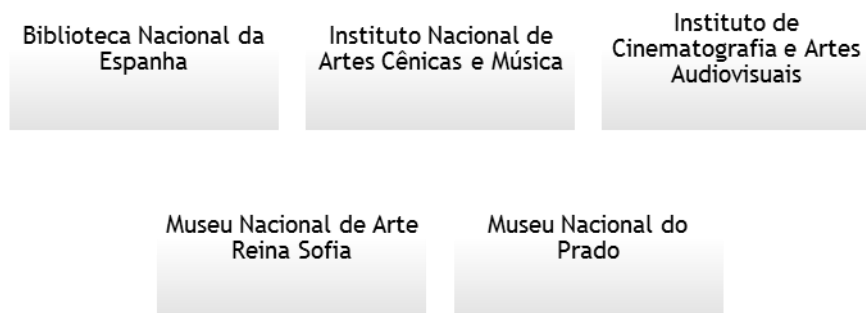 Biblioteca Nacional da
Espanha
Instituto Nacional de
Artes Cênicas e Música
Instituto de
Cinematografia e Artes
Audiovisuais
Museu Nacional de Arte
Reina Sofia
Museu Nacional do
Prado